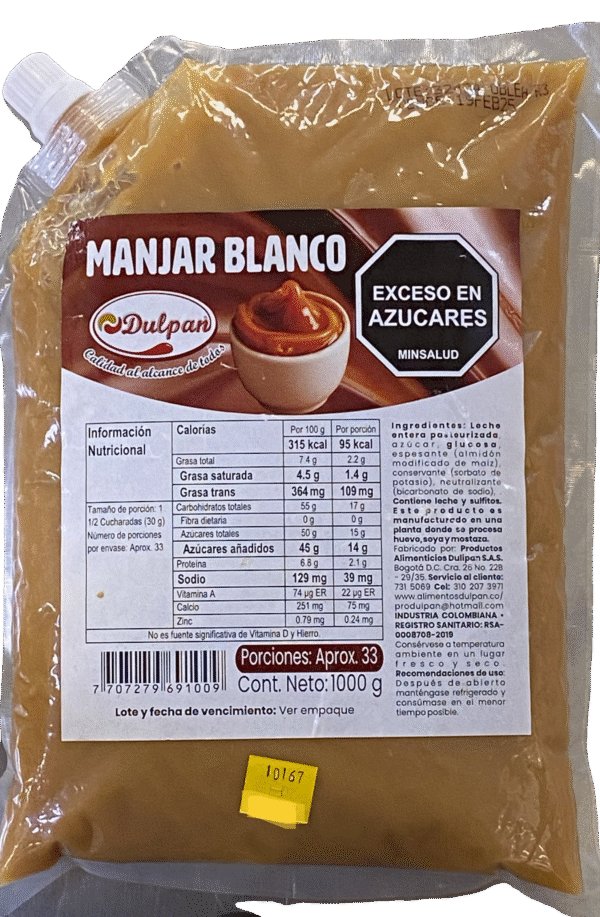 19FEB25
MANJAR BLANCO
Dulpan
Calidad al alcance de todos
EXCESO EN
AZUCARES
MINSALUD
Información
Nutricional
Tamaño de porción: 1
1/2 Cucharadas (30 g)
Número de porciones
por envase: Aprox. 33
Calorías Por 100 g Por porción
315 kcal 95 kcal
Grasa total 7.4 g 2.2 g
Grasa saturada 4.5 g 1.4 g
Grasa trans 364 mg 109 mg
Carbohidratos totales 55 g 17 g
Fibra dietaria 0 g 0 g
Azúcares totales 50 g 15 g
Azúcares añadidos 45 g 14 g
Proteína 6.8 g 2.1 g
Sodio 129 mg 39 mg
Vitamina A 74 µg ER 22 µg ER
Calcio 251 mg 75 mg
Zinc 0.79 mg 0.24 mg
No es fuente significativa de Vitamina D y Hierro.
Ingredientes: Leche
entera pasteurizada,
azúcar, glucosa,
espesante (almidón
modificado de maíz),
conservante (sorbato de
potasio), neutralizante
(bicarbonato de sodio).
Contiene leche y sulfitos.
Este producto es
manufacturado en una
planta donde se procesa
huevo, soya y mostaza.
Fabricado por: Productos
Alimenticios Dulipan S.A.S.
Bogotá D.C. Cra. 26 No. 22B
- 29/35. Servicio al cliente:
731 5069 Cel: 310 207 3971
www.alimentosdulpan.co/
produlpan@hotmail.com
INDUSTRIA COLOMBIANA •
REGISTRO SANITARIO: RSA-
0008708-2019
Consérvese a temperatura
ambiente en un lugar
fresco y seco.
Recomendaciones de uso:
Después de abierto
manténgase refrigerado y
consúmase en el menor
tiempo posible.
7 707279 691009
Porciones: Aprox. 33
Cont. Neto: 1000 g
Lote y fecha de vencimiento: Ver empaque
10167